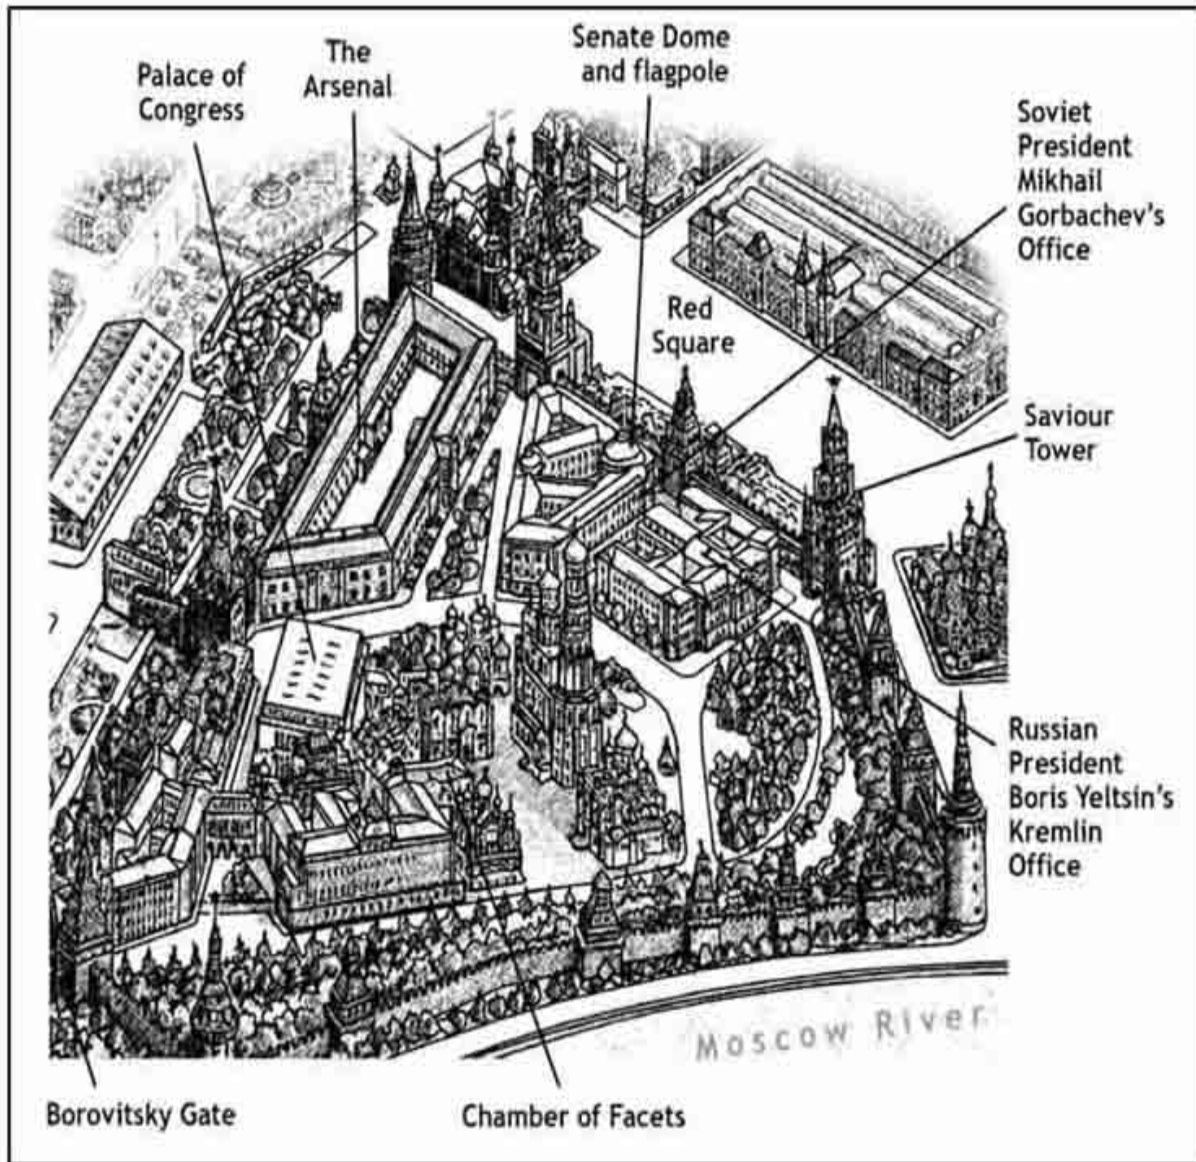 Palace of
Congress
The
Arsenal
Senate Dome
and flagpole
Soviet
President
Mikhail
Gorbachev's
Office
Red
Square
Saviour
Tower
Russian
President
Boris Yeltsin's
Kremlin
Office
Moscow River
Borovitsky Gate
Chamber of Facets